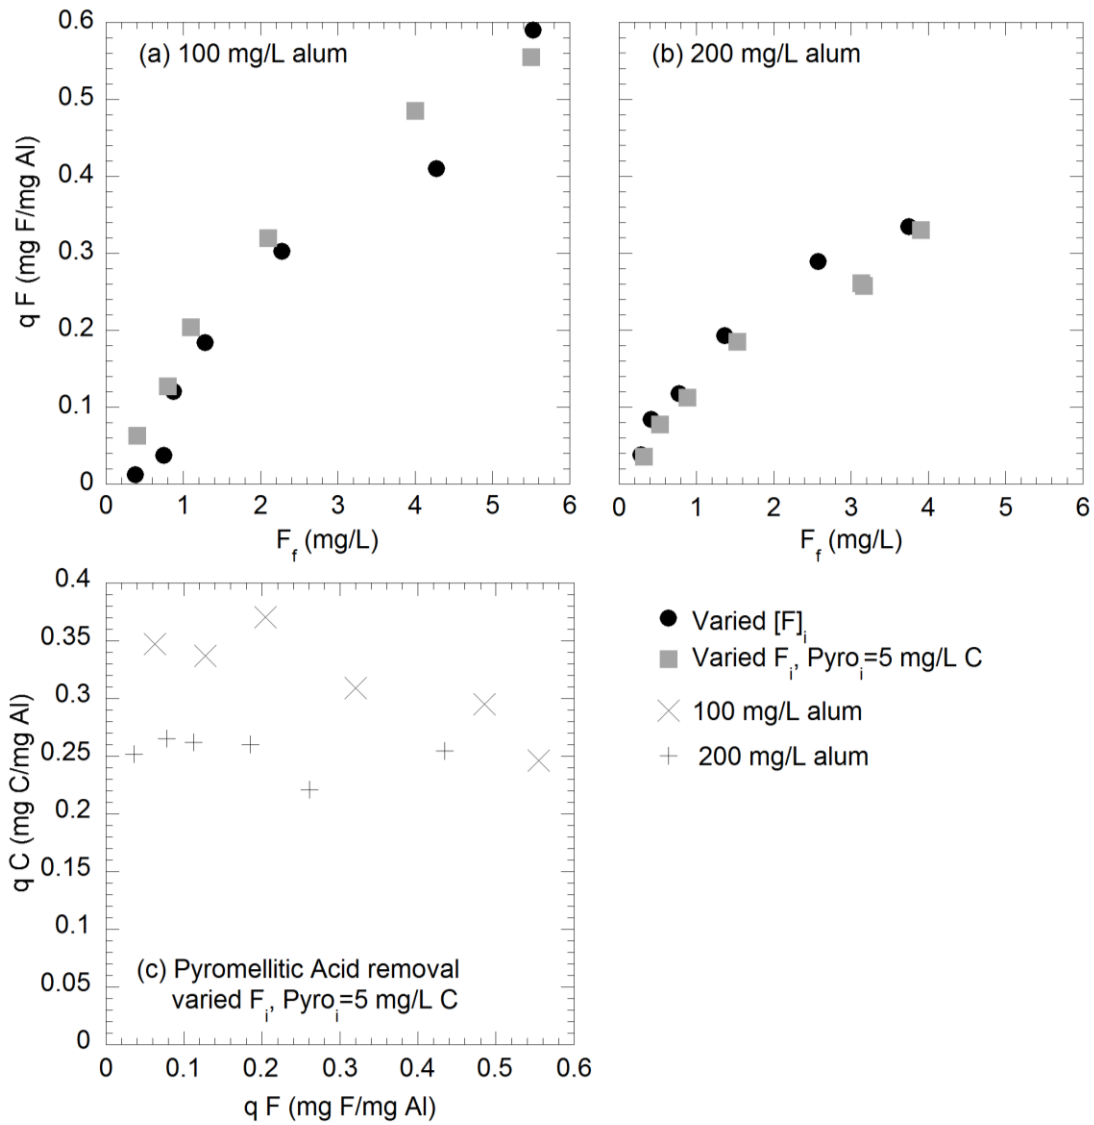 (a) 100 mg/L alum
0.6
0.5
0.4
0.3
0.2
0.1
0
q F (mg F/mg Al)
0 1 2 3 4 5 6
F_f (mg/L)
(b) 200 mg/L alum
0 1 2 3 4 5 6
F_f (mg/L)
0.4
0.35
0.3
0.25
0.2
0.15
0.1
0.05
0
q C (mg C/mg Al)
(c) Pyromellitic Acid removal
varied F_i, Pyro_i=5 mg/L C
0 0.1 0.2 0.3 0.4 0.5 0.6
q F (mg F/mg Al)
Varied [F]_i
Varied F_i, Pyro_i=5 mg/L C
100 mg/L alum
200 mg/L alum